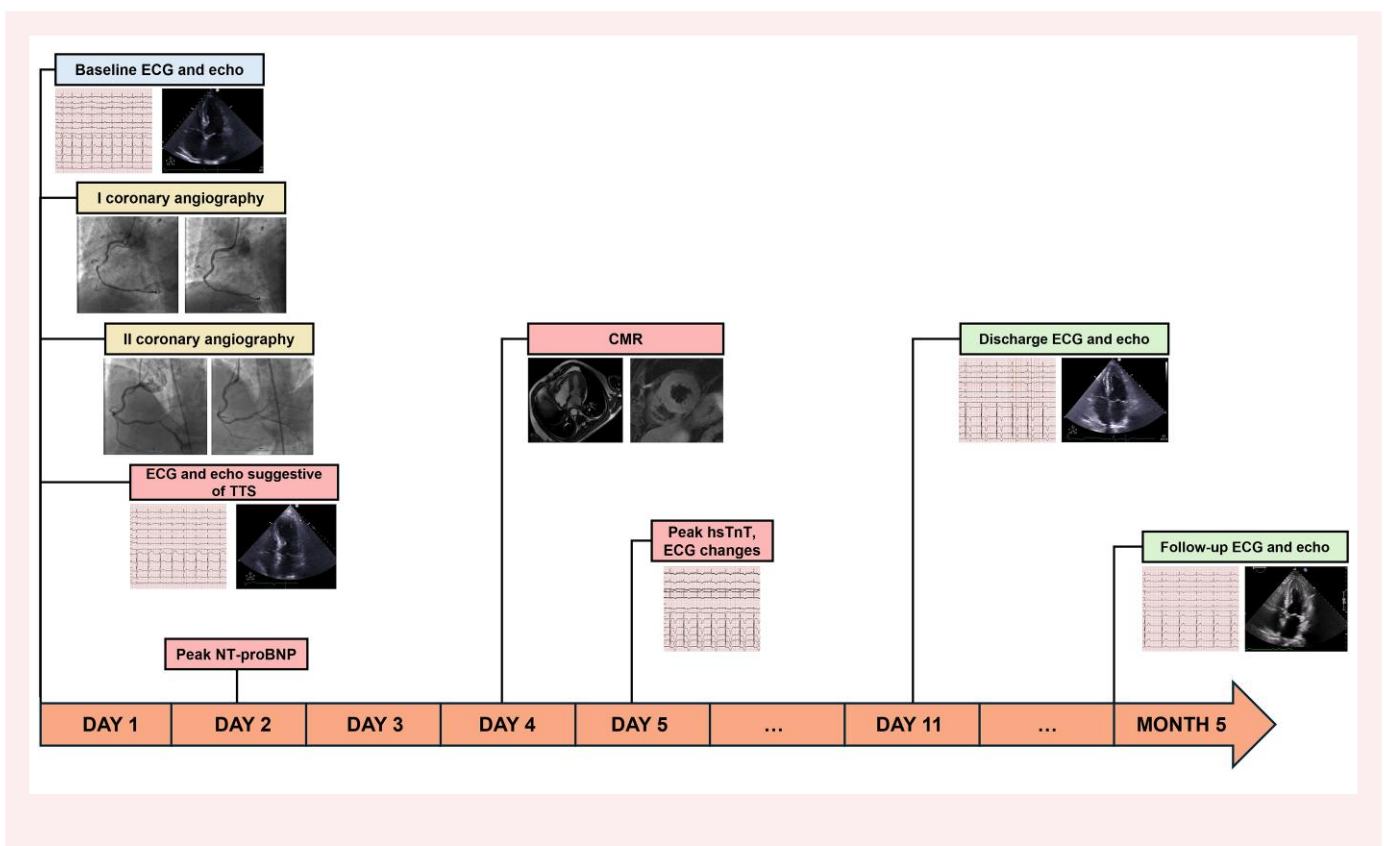 Baseline ECG and echo
I coronary angiography
II coronary angiography
ECG and echo suggestive
of TTS
Peak NT-proBNP
CMR
Peak hsTnT,
ECG changes
Discharge ECG and echo
Follow-up ECG and echo
DAY 1
DAY 2
DAY 3
DAY 4
DAY 5
...
DAY 11
...
MONTH 5